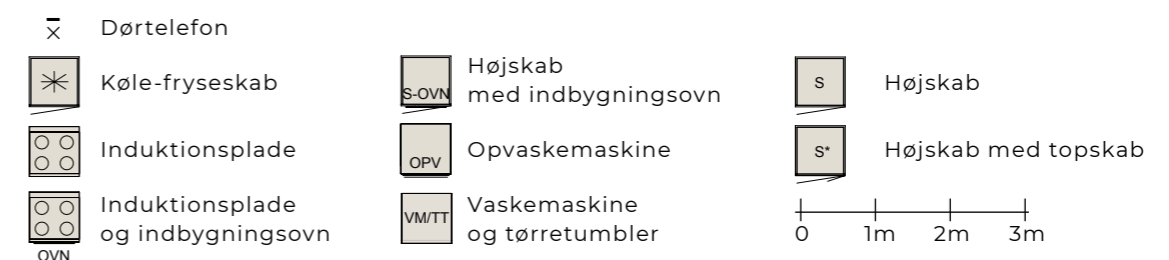 Dørtelefon
Køle-fryseskab
Induktionsplade
Induktionsplade
og indbygningsovn
OVN
S-OVN
Højskab
med indbygningsovn
OPV
Opvaskemaskine
VM/TT
Vaskemaskine
og tørretumbler
S
Højskab
S*
Højskab med topskab
0 1m 2m 3m